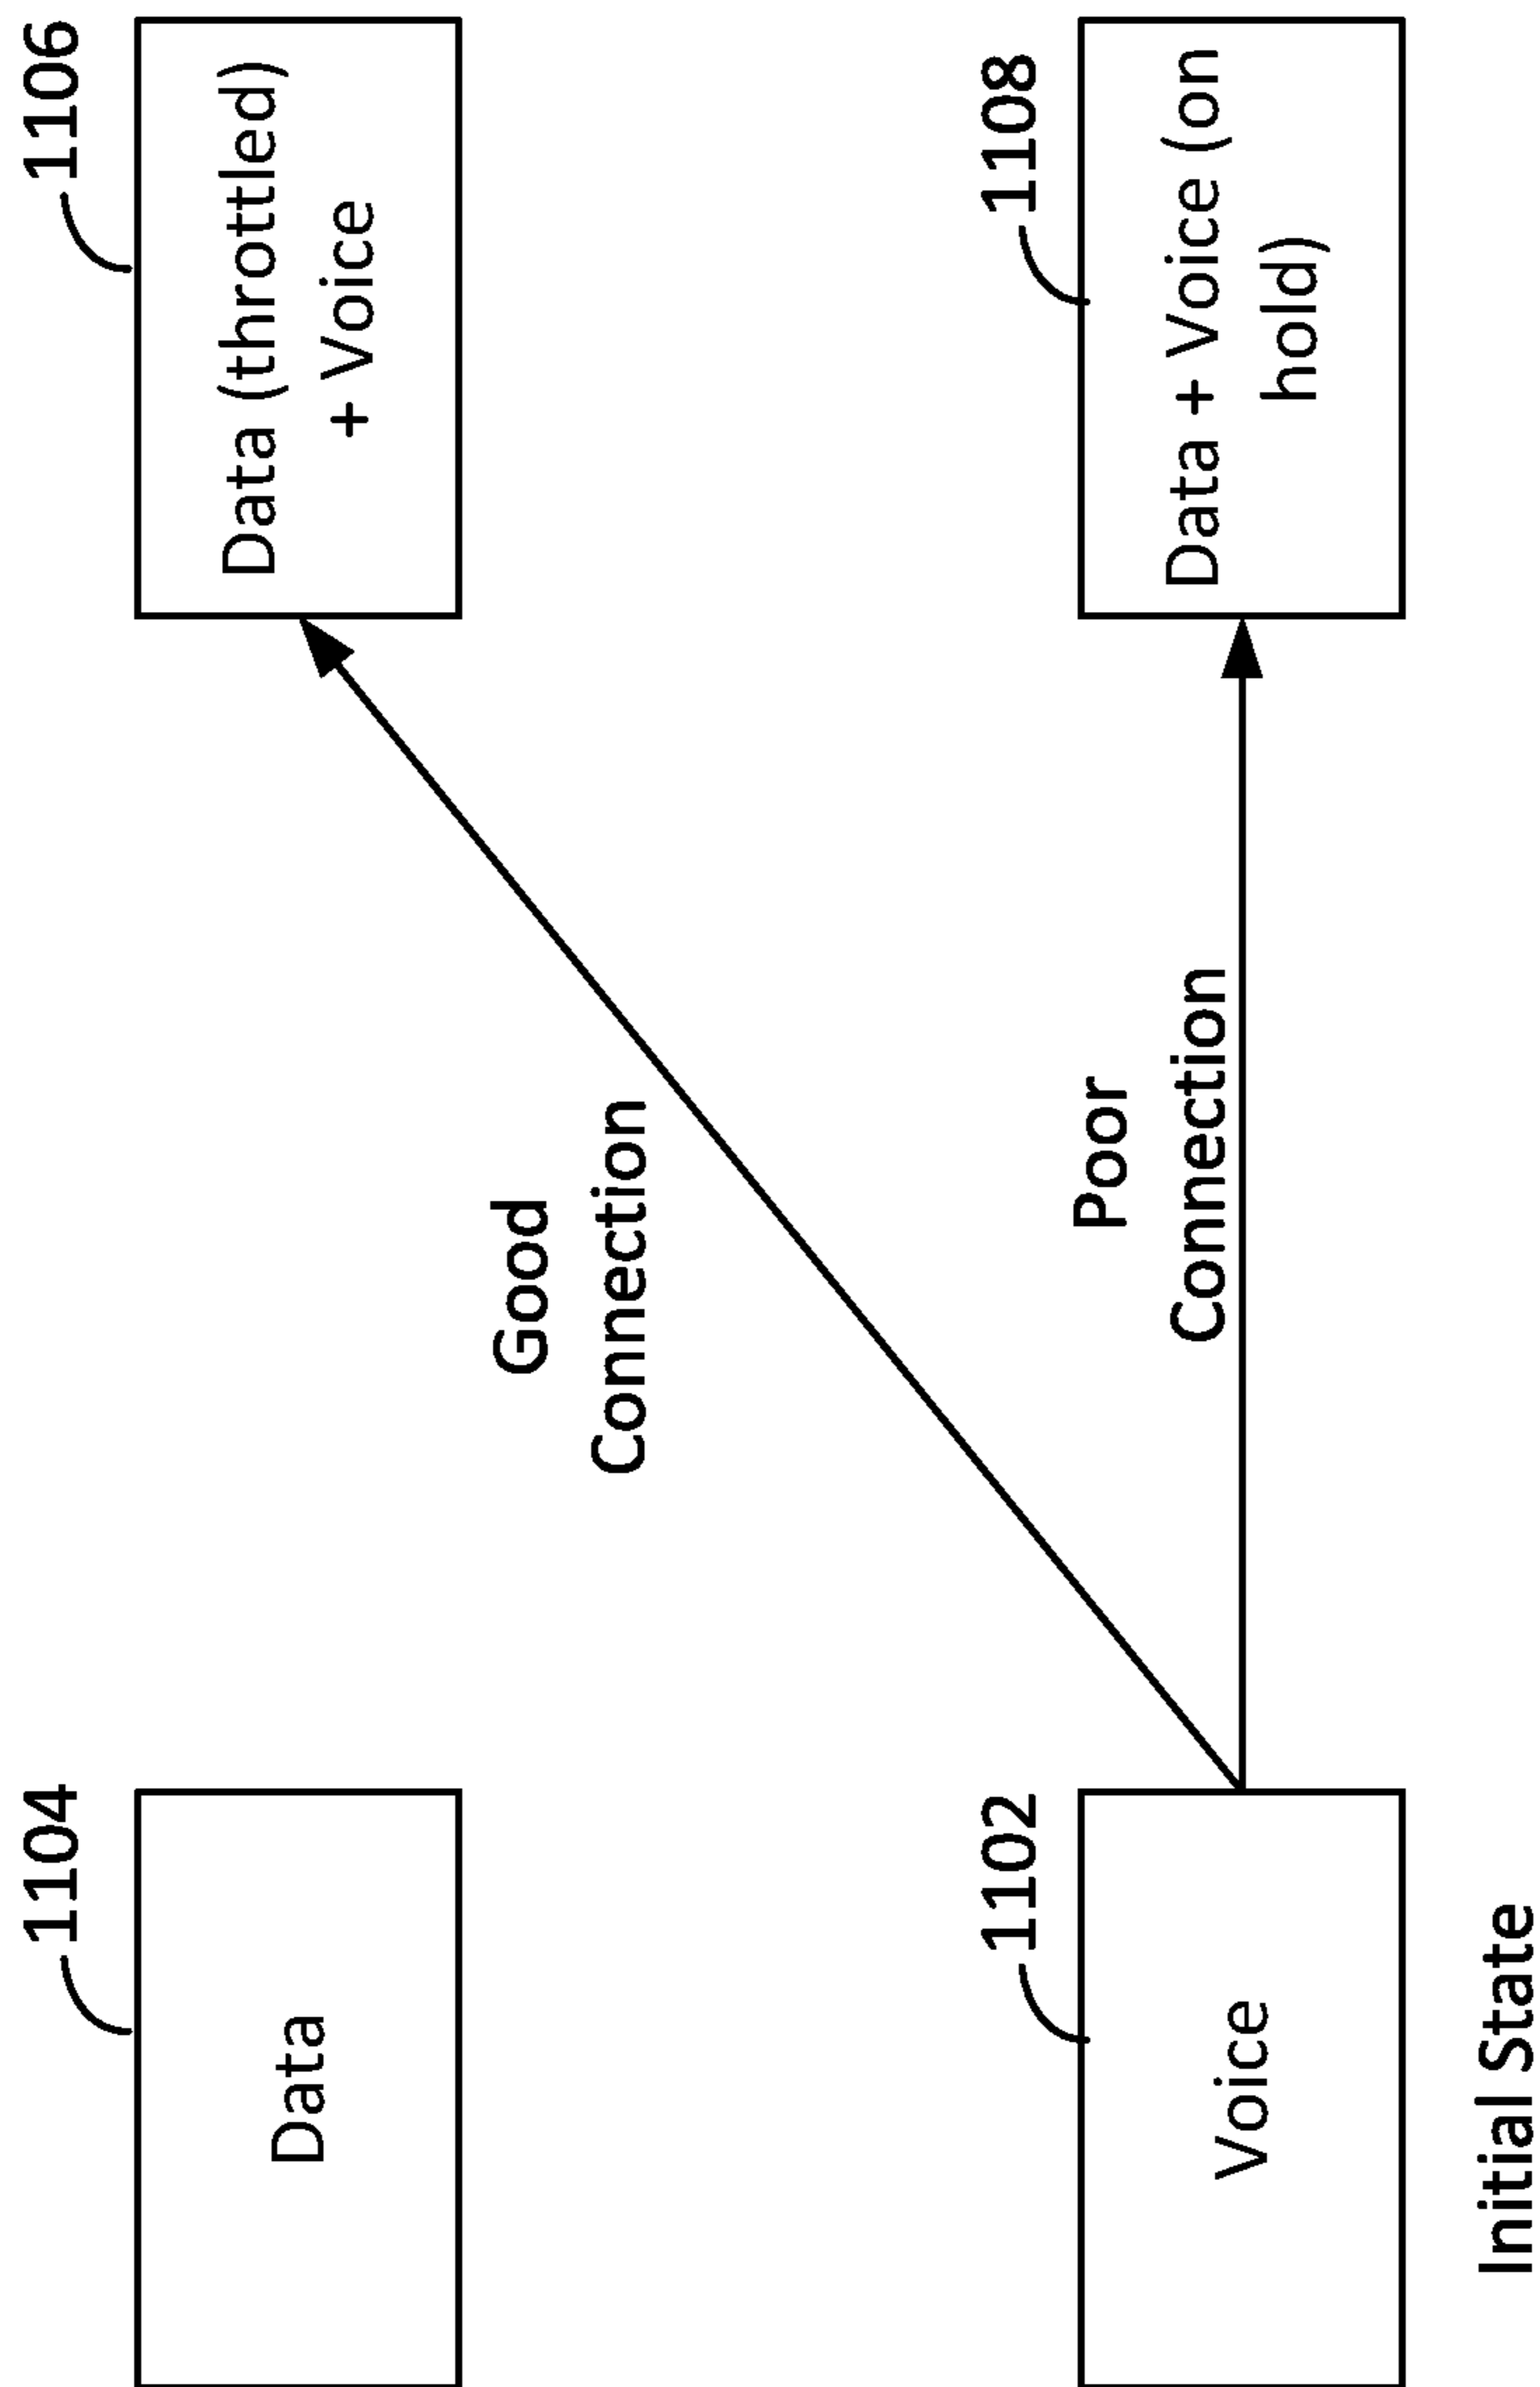 1104
Data
1106
Data (throttled)
+ Voice
Good
Connection
1102
Voice
Initial State
Poor
Connection
1108
Data + Voice (on
hold)